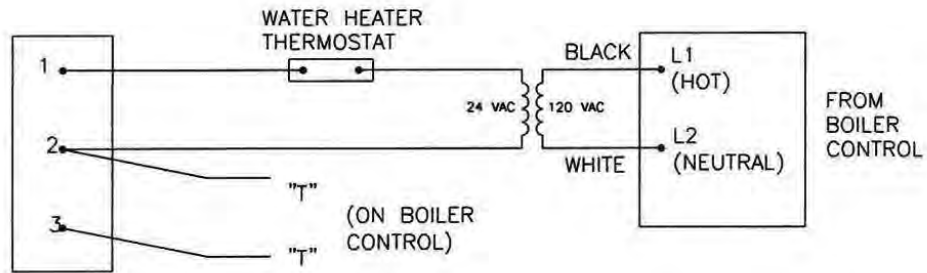 WATER HEATER
THERMOSTAT
1
BLACK
L1
(HOT)
24 VAC
120 VAC
FROM
BOILER
CONTROL
2
WHITE
L2
(NEUTRAL)
"T"
(ON BOILER
CONTROL)
3
"T"